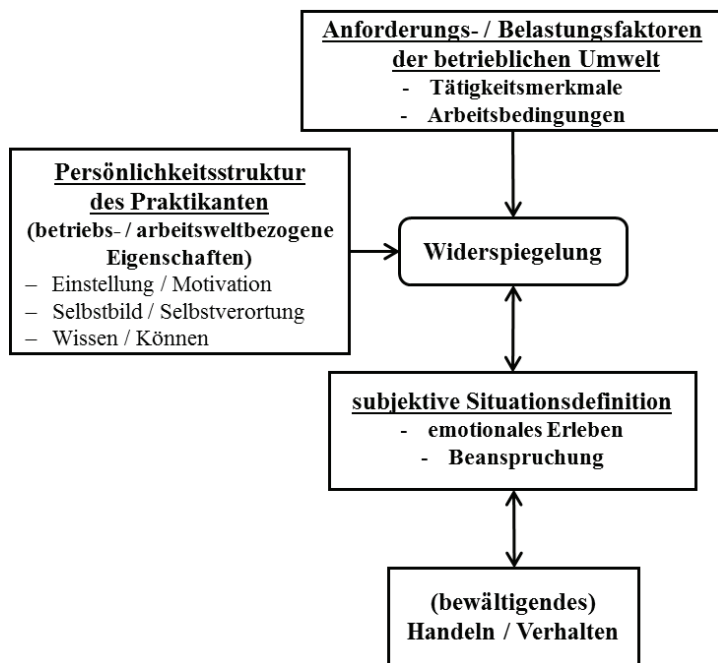 Anforderungs- / Belastungsfaktoren
der betrieblichen Umwelt
- Tätigkeitsmerkmale
- Arbeitsbedingungen
Persönlichkeitsstruktur
des Praktikanten
(betriebs- / arbeitsweltbezogene
Eigenschaften)
– Einstellung / Motivation
– Selbstbild / Selbstverortung
– Wissen / Können
Widerspiegelung
subjektive Situationsdefinition
- emotionales Erleben
- Beanspruchung
(bewältigendes)
Handeln / Verhalten